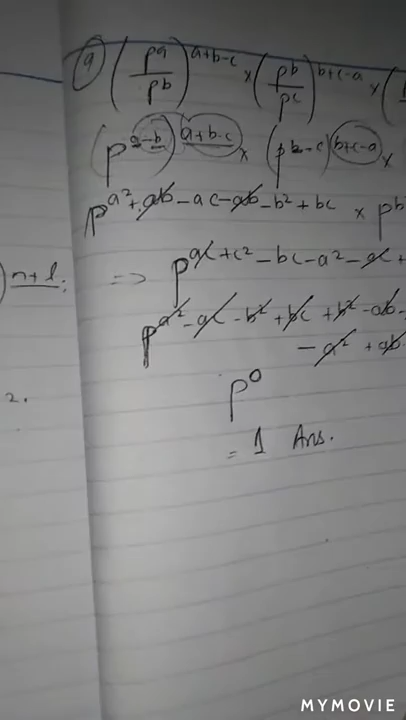 (9) (p^a/p^b)^{a+b-c} × (p^b/p^c)^{b+c-a} × (
(p^{a-b})^{a+b-c} × (p^{b-c})^{b+c-a} ×
p^{a²+ab-ac-ab-b²+bc} × p^b
) n+1: ⇒ p^{ac+c²-bc-a²-ac+
p^{a²-ac-b²+bc+b²-ab-
-a²+ab
2.
p^0
= 1 Ans.
MYMOVIE